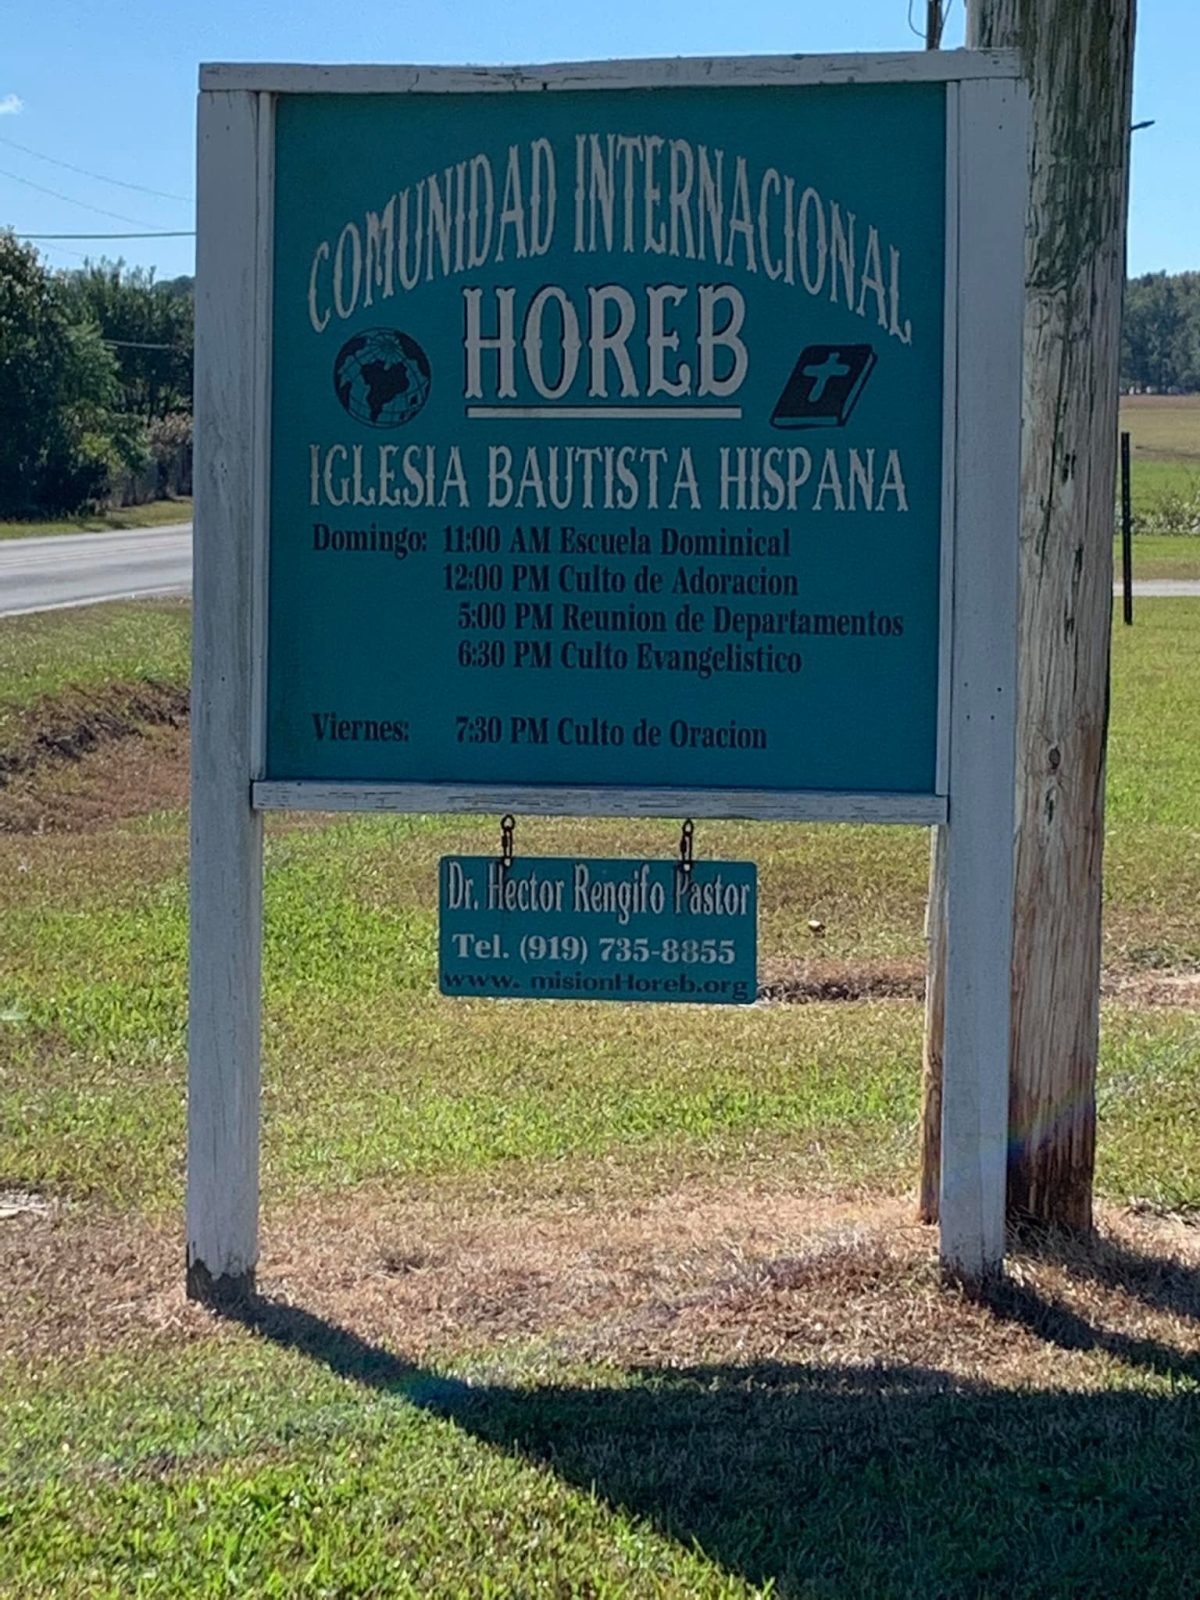 COMUNIDAD INTERNACIONAL
HOREB
IGLESIA BAUTISTA HISPANA
Domingo: 11:00 AM Escuela Dominical
12:00 PM Culto de Adoracion
5:00 PM Reunion de Departamentos
6:30 PM Culto Evangelistico
Viernes: 7:30 PM Culto de Oracion
Dr. Hector Rengifo Pastor
Tel. (919) 735-8855
www. misionHoreb.org